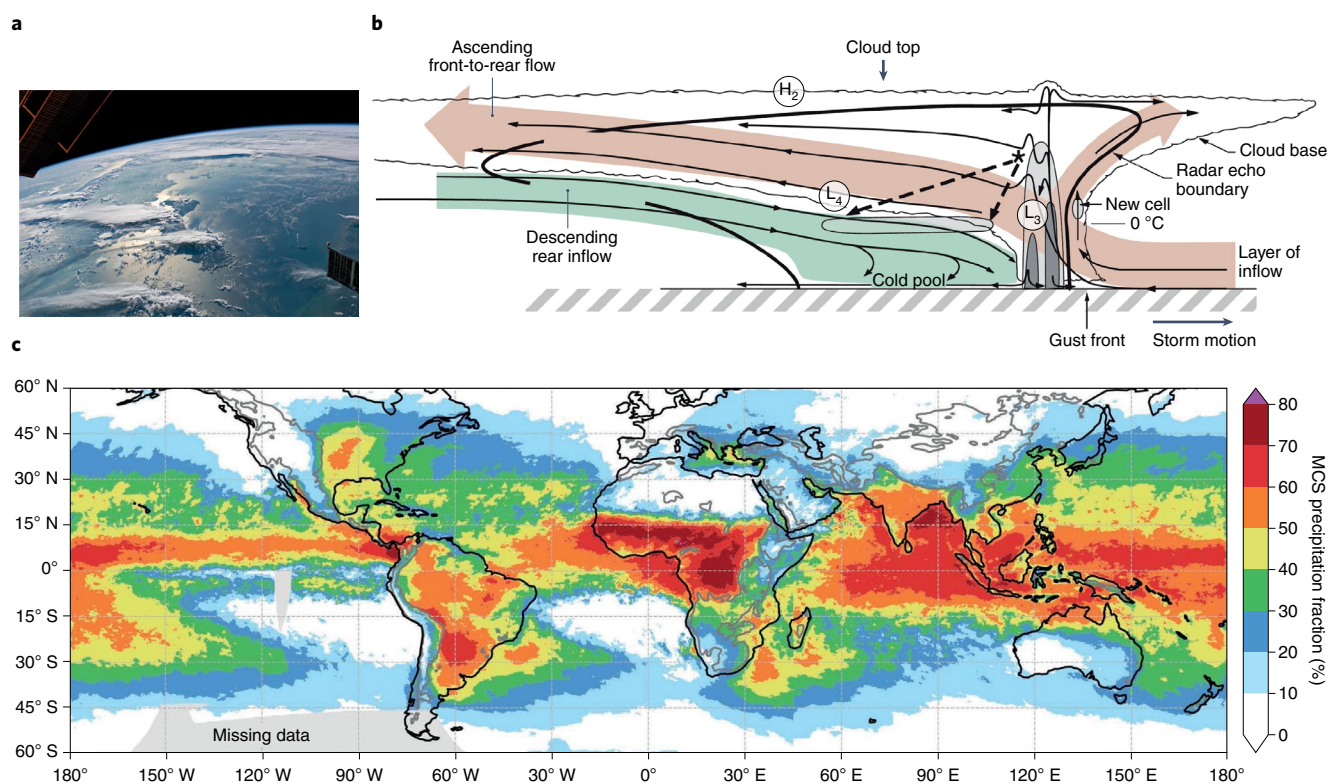 a
b
Ascending
front-to-rear flow
Cloud top
H2
Cloud base
Radar echo
boundary
L4
New cell
L3
0 °C
Descending
rear inflow
Layer of
inflow
Cold pool
Gust front
Storm motion
c
60° N
45° N
30° N
15° N
0°
15° S
30° S
45° S
60° S
Missing data
180°
150° W
120° W
90° W
60° W
30° W
0°
30° E
60° E
90° E
120° E
150° E
180°
80
70
60
50
40
30
20
10
0
MCS precipitation fraction (%)